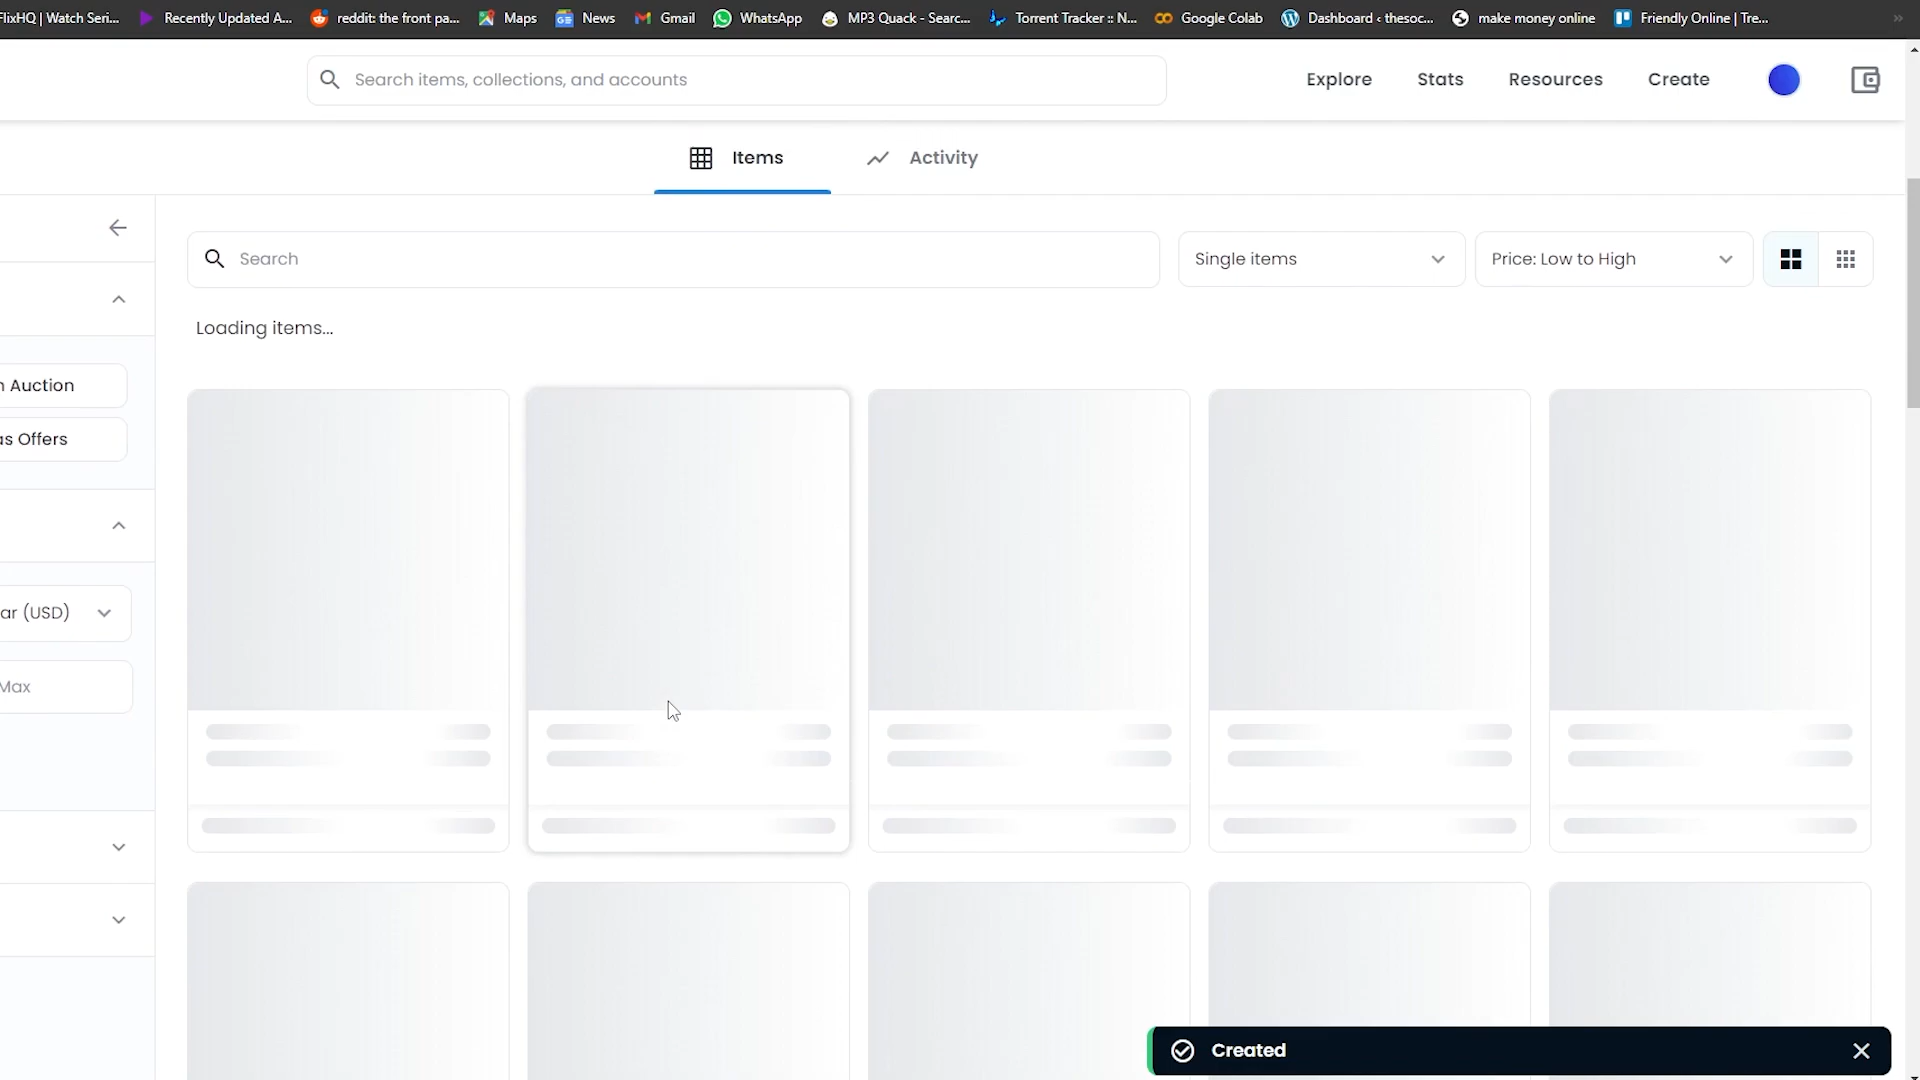 FlixHQ | Watch Seri...
Recently Updated A...
reddit: the front pa...
Maps
News
Gmail
WhatsApp
MP3 Quack - Searc...
Torrent Tracker :: N...
Google Colab
Dashboard ‹ thesoc...
make money online
Friendly Online | Tre...
»
Search items, collections, and accounts
Explore
Stats
Resources
Create
Items
Activity
Search
Single items
Price: Low to High
Loading items...
n Auction
as Offers
ar (USD)
Max
Created